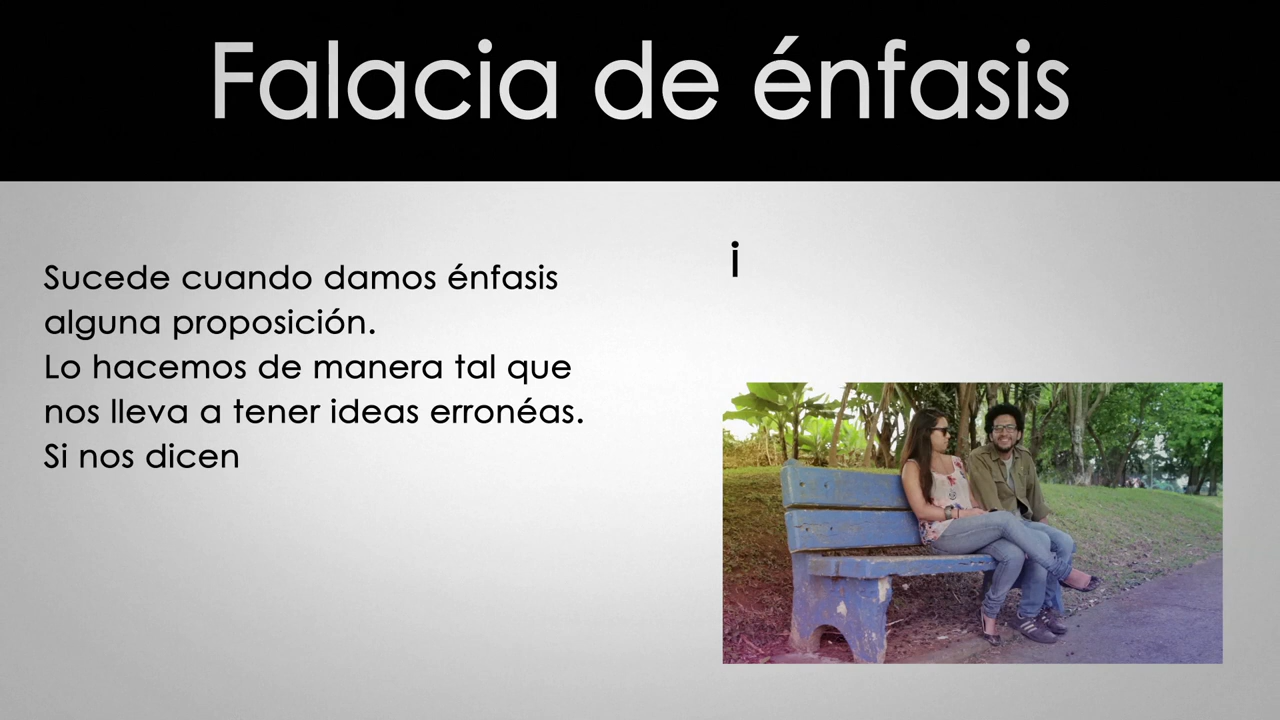 Falacia de énfasis
Sucede cuando damos énfasis
alguna proposición.
Lo hacemos de manera tal que
nos lleva a tener ideas erronéas.
Si nos dicen
¡